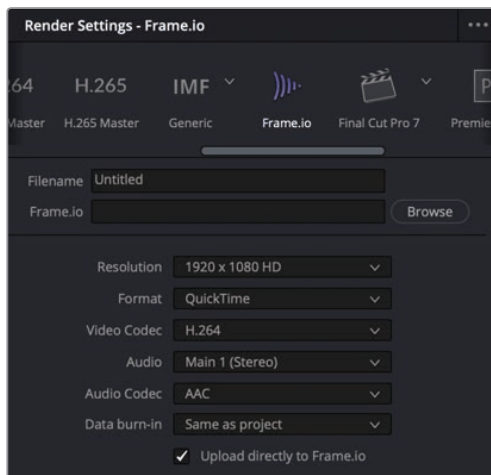 Render Settings - Frame.io
64 H.265 IMF
Master H.265 Master Generic Frame.io Final Cut Pro 7 Premie
Filename Untitled
Frame.io Browse
Resolution 1920 x 1080 HD
Format QuickTime
Video Codec H.264
Audio Main 1 (Stereo)
Audio Codec AAC
Data burn-in Same as project
Upload directly to Frame.io